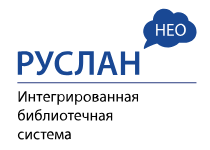 НЕО
РУСЛАН
Интегрированная
библиотечная
система